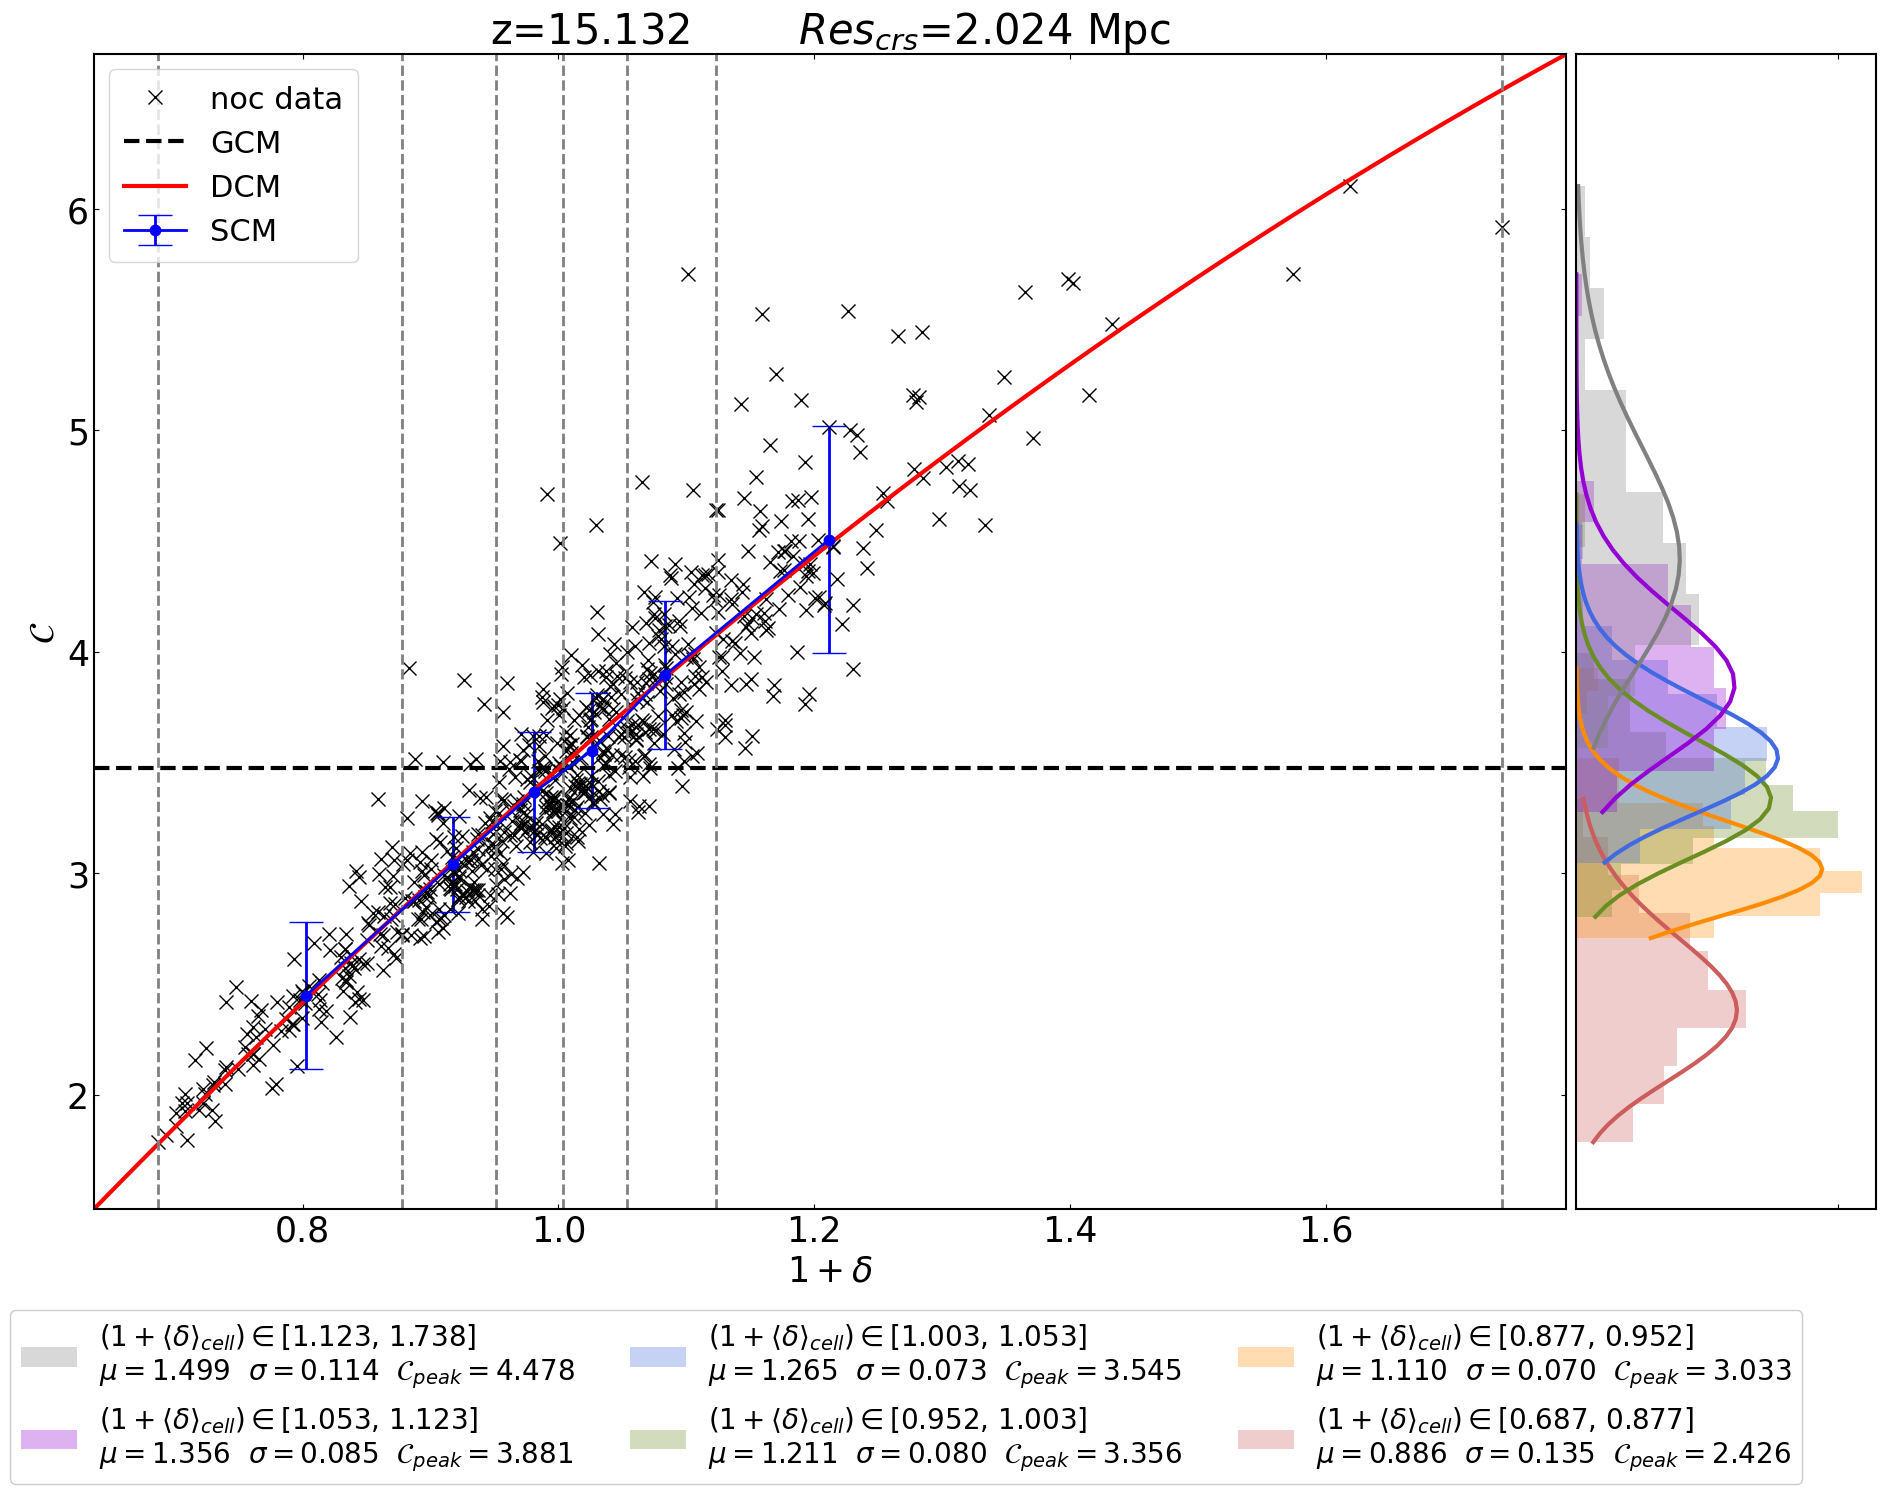 z=15.132 Res_crs=2.024 Mpc
noc data
GCM
DCM
SCM
6
5
4
3
2
𝒞
0.8 1.0 1.2 1.4 1.6
1 + δ
(1 + ⟨δ⟩_cell) ∈ [1.123, 1.738]
μ = 1.499 σ = 0.114 𝒞_peak = 4.478
(1 + ⟨δ⟩_cell) ∈ [1.053, 1.123]
μ = 1.356 σ = 0.085 𝒞_peak = 3.881
(1 + ⟨δ⟩_cell) ∈ [1.003, 1.053]
μ = 1.265 σ = 0.073 𝒞_peak = 3.545
(1 + ⟨δ⟩_cell) ∈ [0.952, 1.003]
μ = 1.211 σ = 0.080 𝒞_peak = 3.356
(1 + ⟨δ⟩_cell) ∈ [0.877, 0.952]
μ = 1.110 σ = 0.070 𝒞_peak = 3.033
(1 + ⟨δ⟩_cell) ∈ [0.687, 0.877]
μ = 0.886 σ = 0.135 𝒞_peak = 2.426